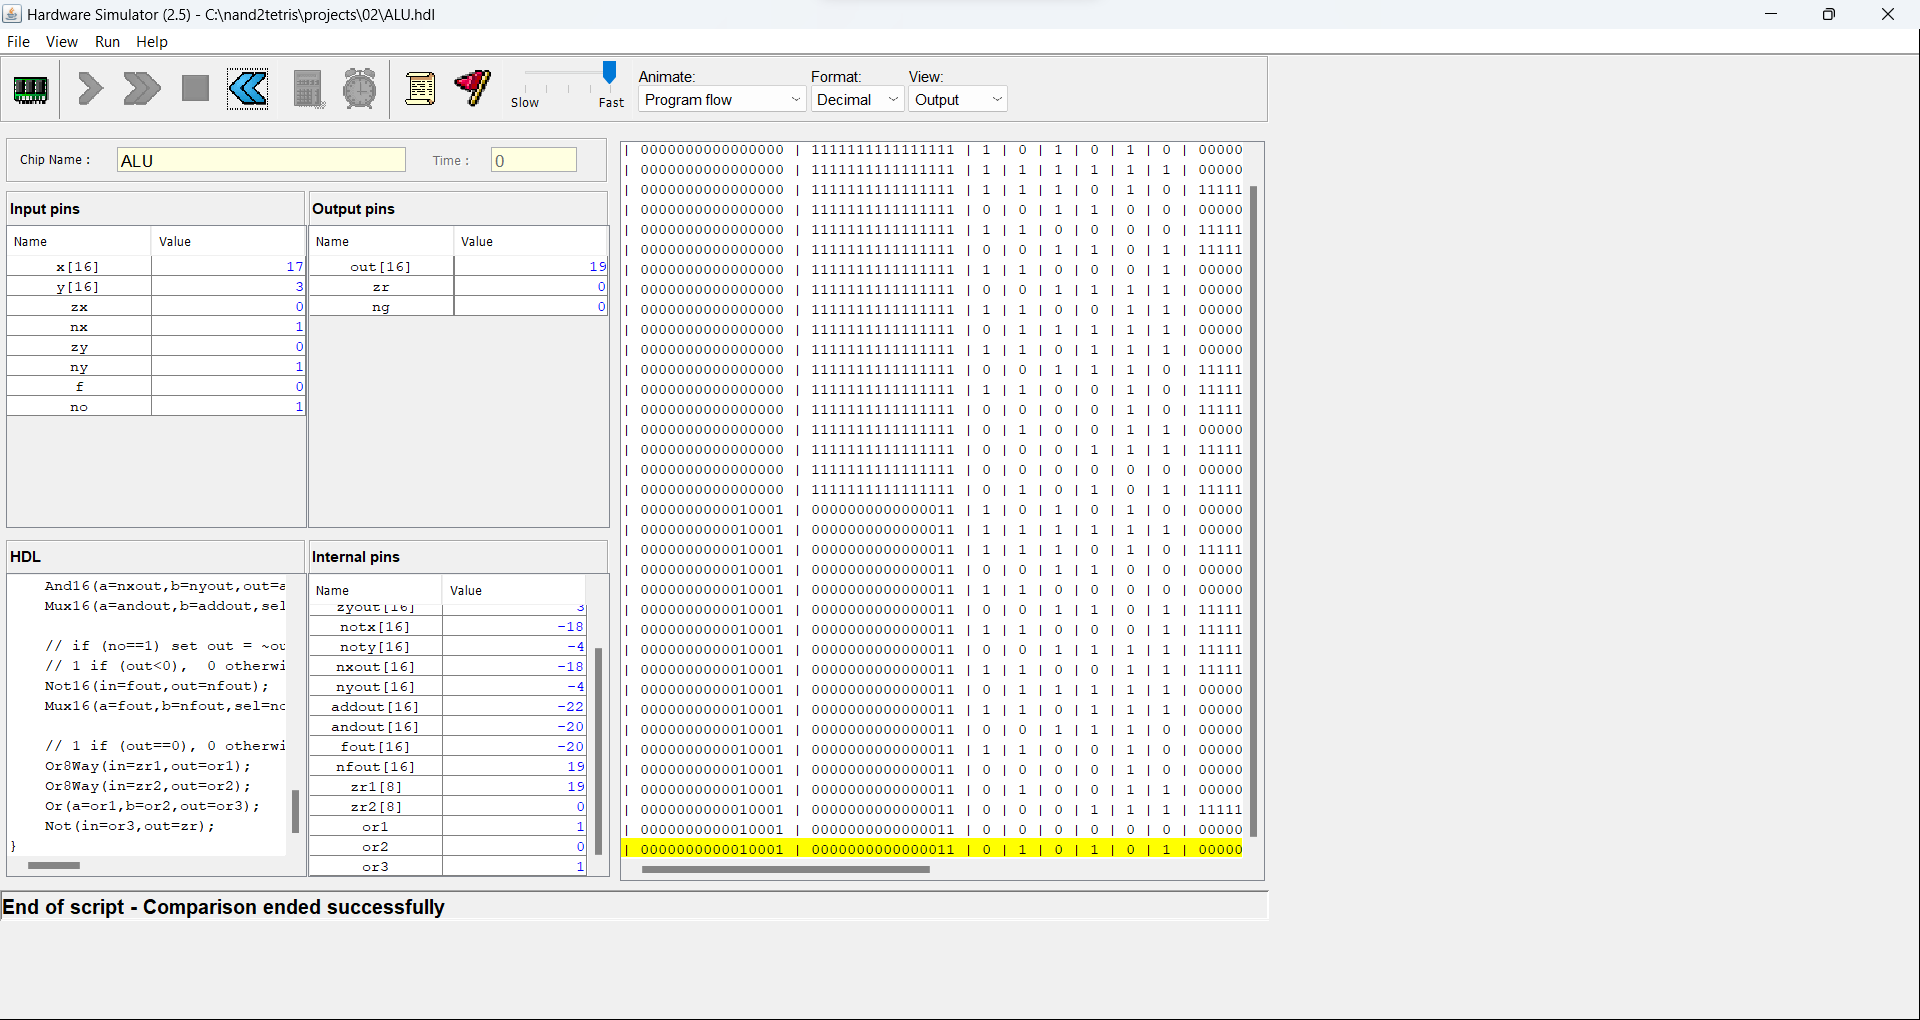 Hardware Simulator (2.5) - C:\nand2tetris\projects\02\ALU.hdl
File View Run Help
Slow Fast
Animate: Format: View:
Program flow Decimal Output
Chip Name : ALU Time : 0
Input pins
Name Value
x[16] 17
y[16] 3
zx 0
nx 1
zy 0
ny 1
f 0
no 1
Output pins
Name Value
out[16] 19
zr 0
ng 0
HDL
And16(a=nxout,b=nyout,out=a
Mux16(a=andout,b=addout,sel
// if (no==1) set out = ~ou
// 1 if (out<0), 0 otherwi
Not16(in=fout,out=nfout);
Mux16(a=fout,b=nfout,sel=no
// 1 if (out==0), 0 otherwi
Or8Way(in=zr1,out=or1);
Or8Way(in=zr2,out=or2);
Or(a=or1,b=or2,out=or3);
Not(in=or3,out=zr);
}
Internal pins
Name Value
zyout[16] 3
notx[16] -18
noty[16] -4
nxout[16] -18
nyout[16] -4
addout[16] -22
andout[16] -20
fout[16] -20
nfout[16] 19
zr1[8] 19
zr2[8] 0
or1 1
or2 0
or3 1
| 0000000000000000 | 1111111111111111 | 1 | 0 | 1 | 0 | 1 | 0 | 00000
| 0000000000000000 | 1111111111111111 | 1 | 1 | 1 | 1 | 1 | 1 | 00000
| 0000000000000000 | 1111111111111111 | 1 | 1 | 1 | 0 | 1 | 0 | 11111
| 0000000000000000 | 1111111111111111 | 0 | 0 | 1 | 1 | 0 | 0 | 00000
| 0000000000000000 | 1111111111111111 | 1 | 1 | 0 | 0 | 0 | 0 | 11111
| 0000000000000000 | 1111111111111111 | 0 | 0 | 1 | 1 | 0 | 1 | 11111
| 0000000000000000 | 1111111111111111 | 1 | 1 | 0 | 0 | 0 | 1 | 00000
| 0000000000000000 | 1111111111111111 | 0 | 0 | 1 | 1 | 1 | 1 | 00000
| 0000000000000000 | 1111111111111111 | 1 | 1 | 0 | 0 | 1 | 1 | 00000
| 0000000000000000 | 1111111111111111 | 0 | 1 | 1 | 1 | 1 | 1 | 00000
| 0000000000000000 | 1111111111111111 | 1 | 1 | 0 | 1 | 1 | 1 | 00000
| 0000000000000000 | 1111111111111111 | 0 | 0 | 1 | 1 | 1 | 0 | 11111
| 0000000000000000 | 1111111111111111 | 1 | 1 | 0 | 0 | 1 | 0 | 11111
| 0000000000000000 | 1111111111111111 | 0 | 0 | 0 | 0 | 1 | 0 | 11111
| 0000000000000000 | 1111111111111111 | 0 | 1 | 0 | 0 | 1 | 1 | 00000
| 0000000000000000 | 1111111111111111 | 0 | 0 | 0 | 1 | 1 | 1 | 11111
| 0000000000000000 | 1111111111111111 | 0 | 0 | 0 | 0 | 0 | 0 | 00000
| 0000000000000000 | 1111111111111111 | 0 | 1 | 0 | 1 | 0 | 1 | 11111
| 0000000000010001 | 0000000000000011 | 1 | 0 | 1 | 0 | 1 | 0 | 00000
| 0000000000010001 | 0000000000000011 | 1 | 1 | 1 | 1 | 1 | 1 | 00000
| 0000000000010001 | 0000000000000011 | 1 | 1 | 1 | 0 | 1 | 0 | 11111
| 0000000000010001 | 0000000000000011 | 0 | 0 | 1 | 1 | 0 | 0 | 00000
| 0000000000010001 | 0000000000000011 | 1 | 1 | 0 | 0 | 0 | 0 | 00000
| 0000000000010001 | 0000000000000011 | 0 | 0 | 1 | 1 | 0 | 1 | 11111
| 0000000000010001 | 0000000000000011 | 1 | 1 | 0 | 0 | 0 | 1 | 11111
| 0000000000010001 | 0000000000000011 | 0 | 0 | 1 | 1 | 1 | 1 | 11111
| 0000000000010001 | 0000000000000011 | 1 | 1 | 0 | 0 | 1 | 1 | 11111
| 0000000000010001 | 0000000000000011 | 0 | 1 | 1 | 1 | 1 | 1 | 00000
| 0000000000010001 | 0000000000000011 | 1 | 1 | 0 | 1 | 1 | 1 | 00000
| 0000000000010001 | 0000000000000011 | 0 | 0 | 1 | 1 | 1 | 0 | 00000
| 0000000000010001 | 0000000000000011 | 1 | 1 | 0 | 0 | 1 | 0 | 00000
| 0000000000010001 | 0000000000000011 | 0 | 0 | 0 | 0 | 1 | 0 | 00000
| 0000000000010001 | 0000000000000011 | 0 | 1 | 0 | 0 | 1 | 1 | 00000
| 0000000000010001 | 0000000000000011 | 0 | 0 | 0 | 1 | 1 | 1 | 11111
| 0000000000010001 | 0000000000000011 | 0 | 0 | 0 | 0 | 0 | 0 | 00000
| 0000000000010001 | 0000000000000011 | 0 | 1 | 0 | 1 | 0 | 1 | 00000
End of script - Comparison ended successfully